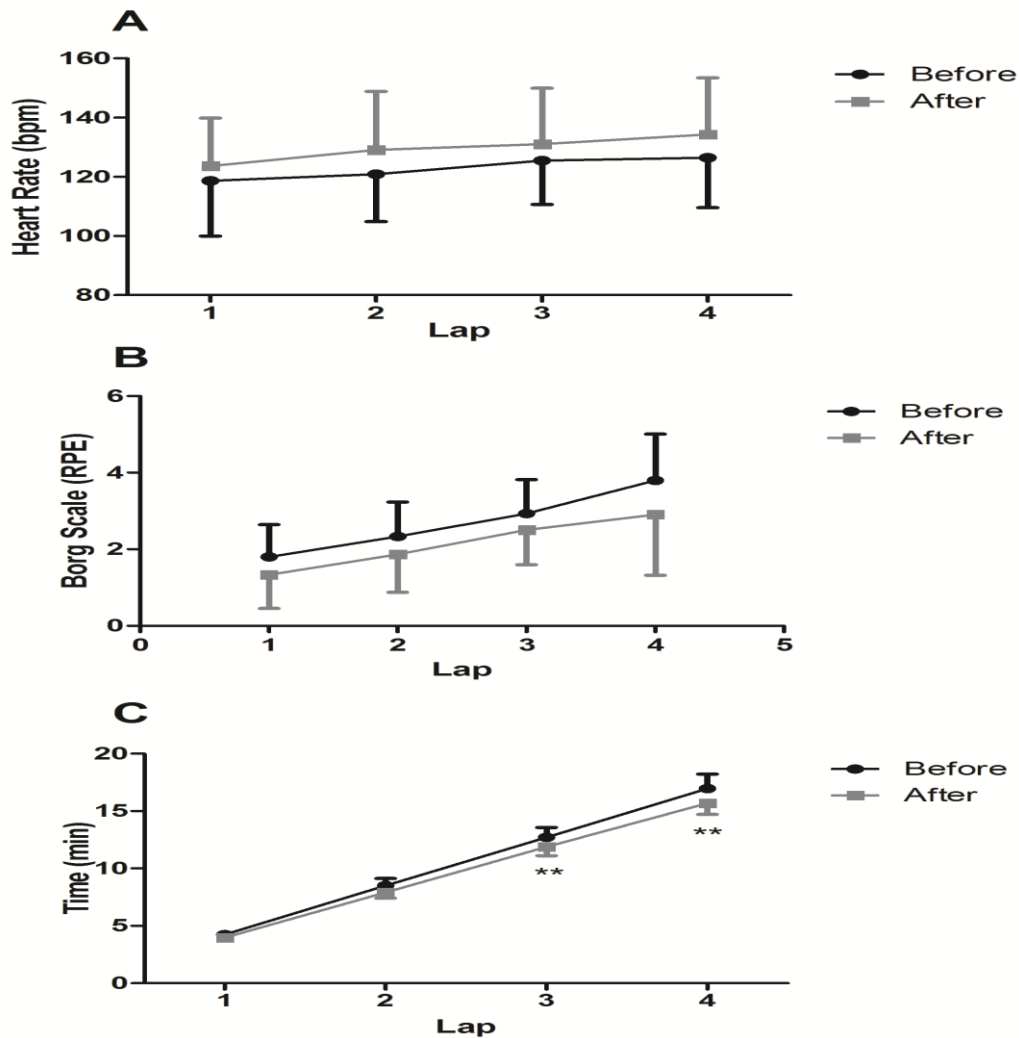 A
160
140
120
100
80
Heart Rate (bpm)
1 2 3 4
Lap
Before
After
B
6
4
2
0
Borg Scale (RPE)
0 1 2 3 4 5
Lap
Before
After
C
20
15
10
5
0
Time (min)
** **
1 2 3 4
Lap
Before
After